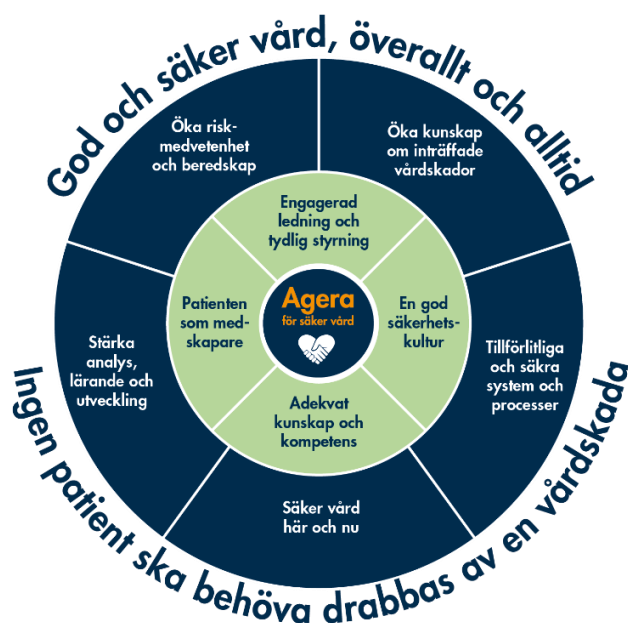 God och säker vård, överallt och alltid
Öka risk-
medvetenhet
och beredskap
Öka kunskap
om inträffade
vårdskador
Engagerad
ledning och
tydlig styrning
Patienten
som med-
skapare
Agera
för säker vård
En god
säkerhets-
kultur
Stärka
analys,
lärande och
utveckling
Tillförlitliga
och säkra
system och
processer
Adekvat
kunskap och
kompetens
Säker vård
här och nu
Ingen patient ska behöva drabbas av en vårdskada